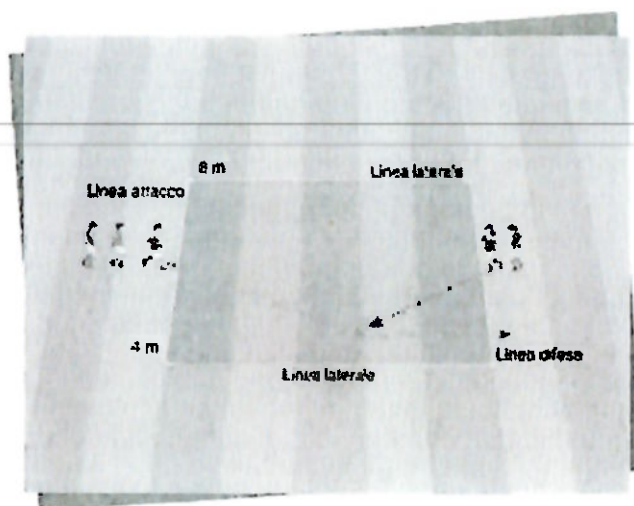 8 m
Linea laterale
Linea attacco
4 m
Linea difesa
Linea laterale